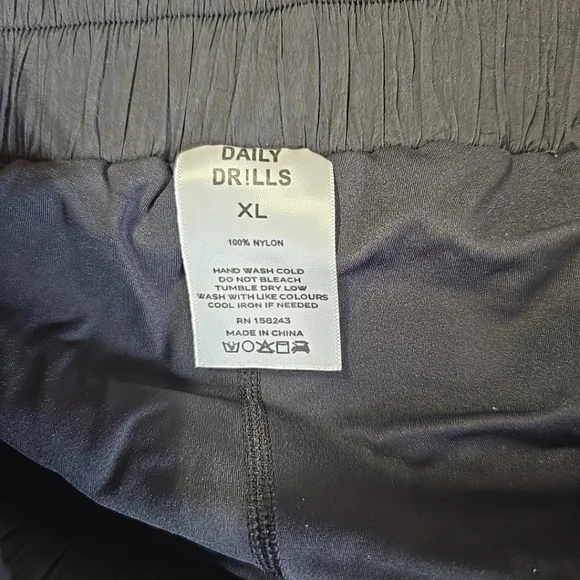 DAILY
DR!LLS
XL
100% NYLON
HAND WASH COLD
DO NOT BLEACH
TUMBLE DRY LOW
WASH WITH LIKE COLOURS
COOL IRON IF NEEDED
RN 158243
MADE IN CHINA